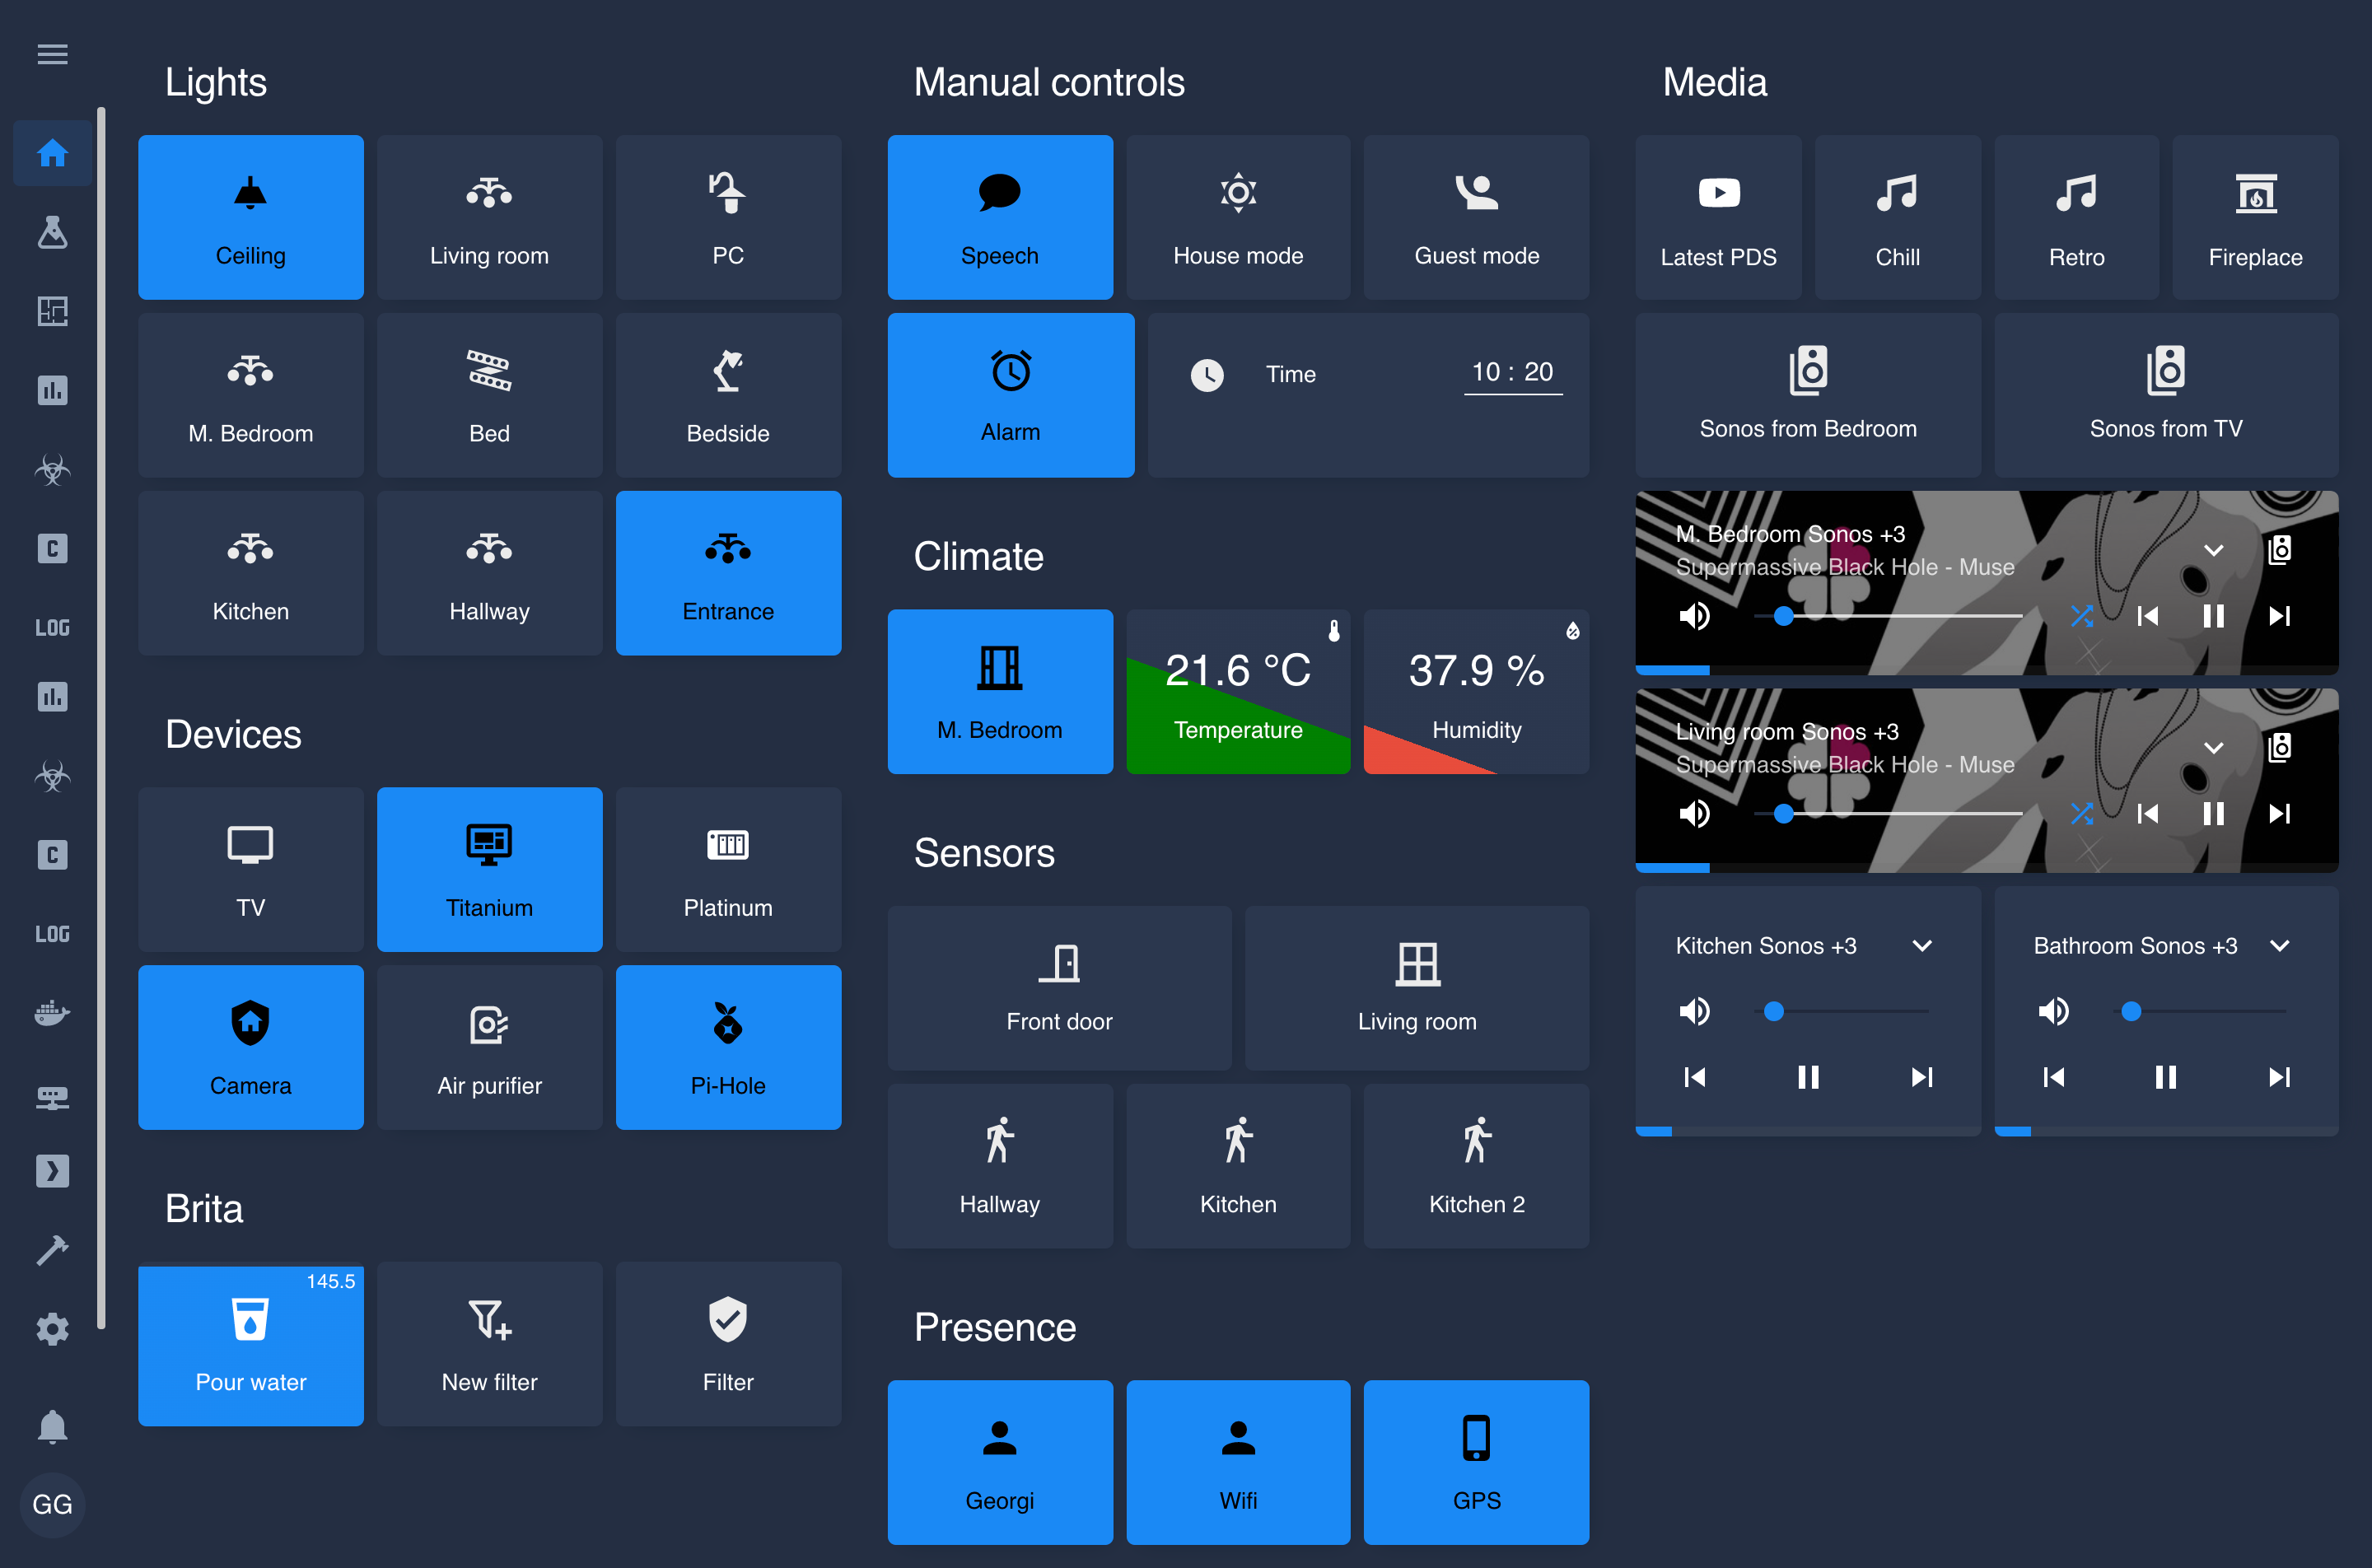 Lights
Ceiling
Living room
PC
M. Bedroom
Bed
Bedside
Kitchen
Hallway
Entrance
Devices
TV
Titanium
Platinum
Camera
Air purifier
Pi-Hole
Brita
145.5
Pour water
New filter
Filter
Manual controls
Speech
House mode
Guest mode
Alarm
Time
10 : 20
Climate
M. Bedroom
21.6 °C
Temperature
37.9 %
Humidity
Sensors
Front door
Living room
Hallway
Kitchen
Kitchen 2
Presence
Georgi
Wifi
GPS
Media
Latest PDS
Chill
Retro
Fireplace
Sonos from Bedroom
Sonos from TV
M. Bedroom Sonos +3
Supermassive Black Hole - Muse
Living room Sonos +3
Supermassive Black Hole - Muse
Kitchen Sonos +3
Bathroom Sonos +3
C
LOG
C
LOG
GG